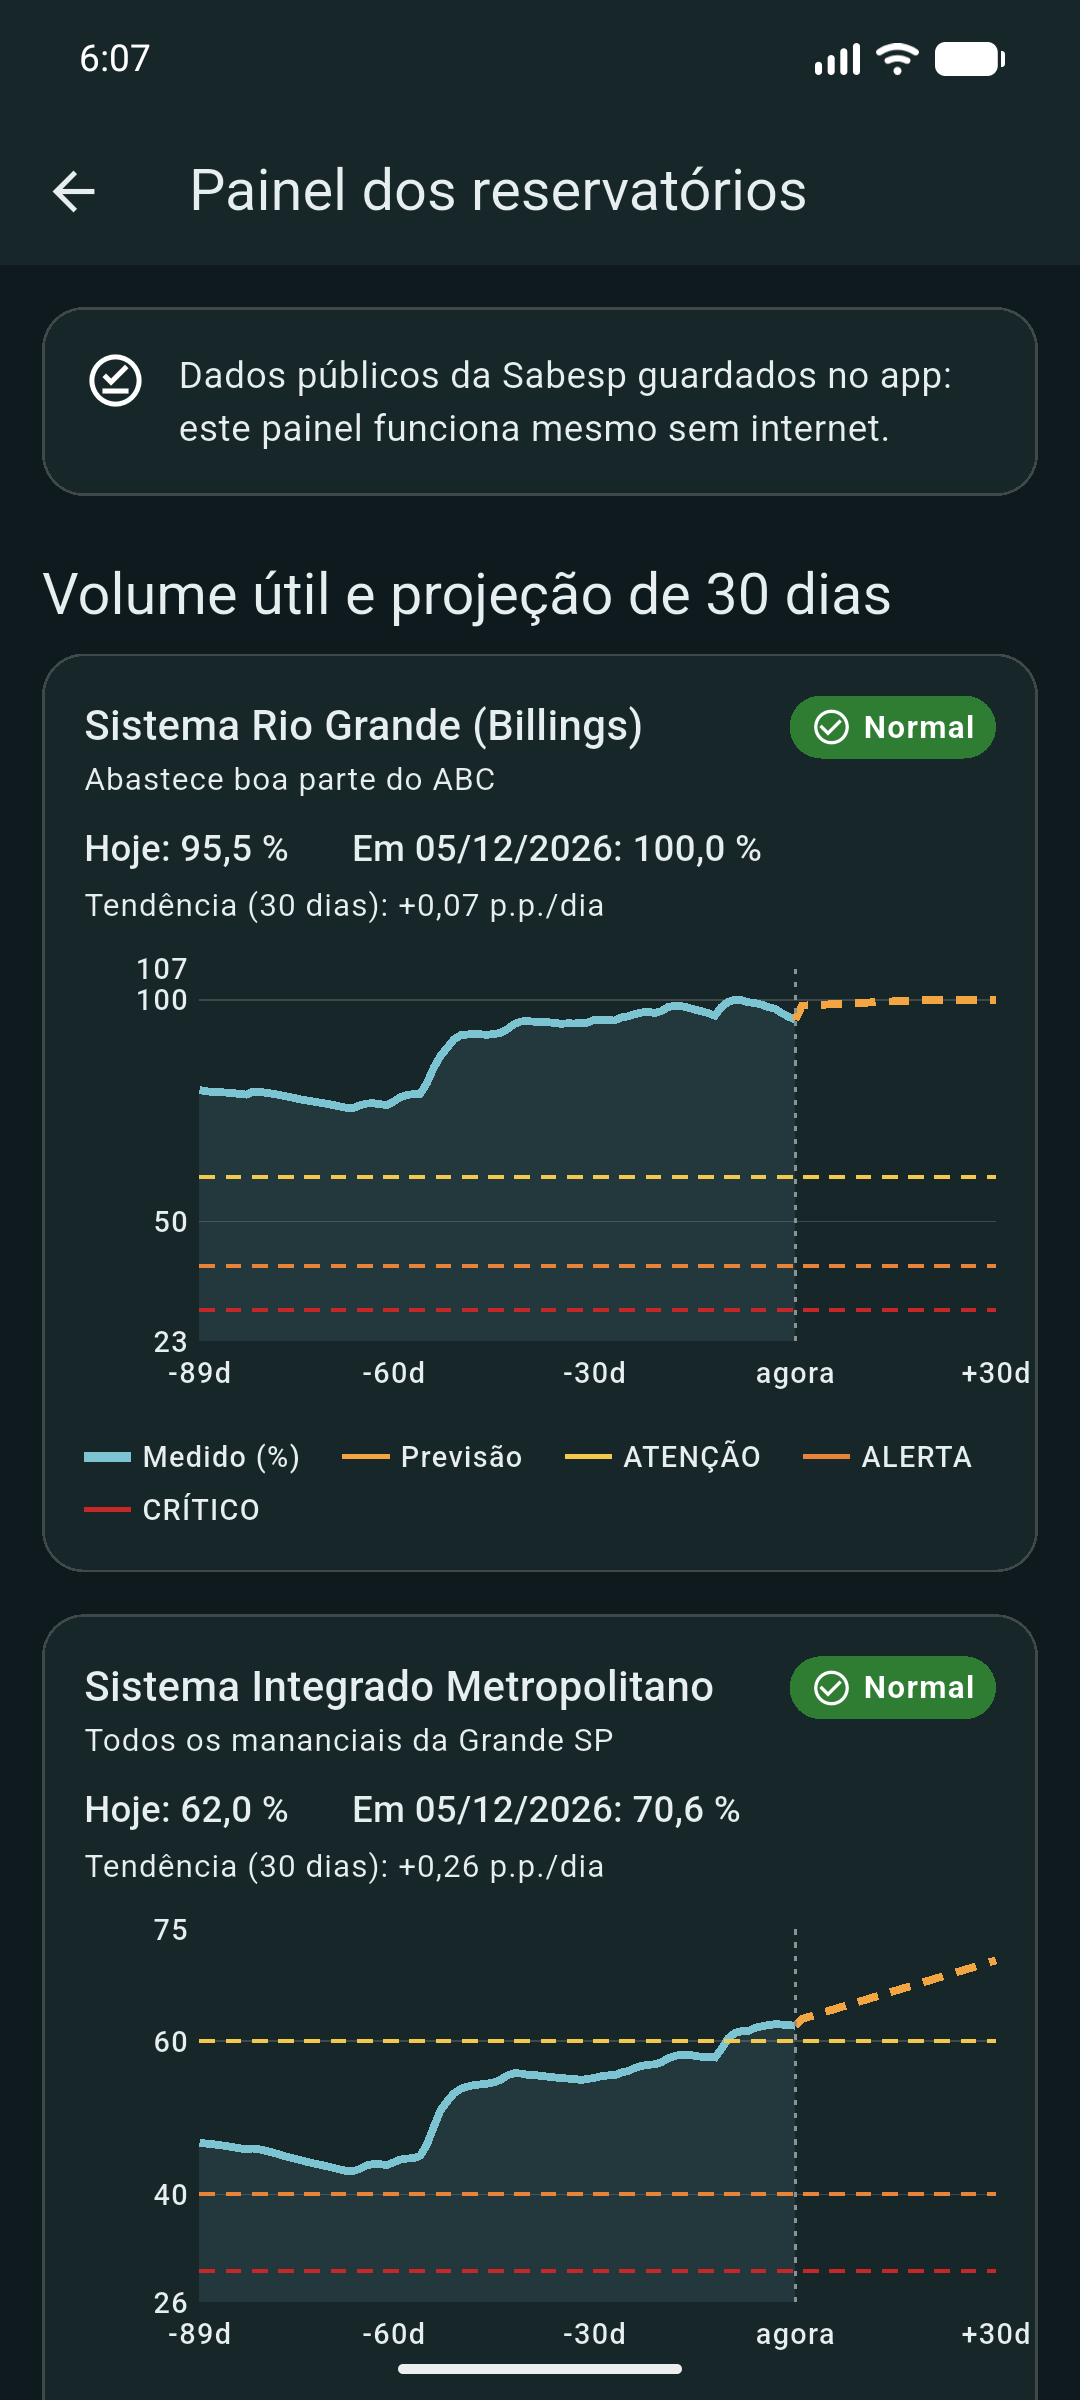 6:07
Painel dos reservatórios
Dados públicos da Sabesp guardados no app:
este painel funciona mesmo sem internet.
Volume útil e projeção de 30 dias
Sistema Rio Grande (Billings)
Normal
Abastece boa parte do ABC
Hoje: 95,5 % Em 05/12/2026: 100,0 %
Tendência (30 dias): +0,07 p.p./dia
107
100
50
23
-89d -60d -30d agora +30d
Medido (%) Previsão ATENÇÃO ALERTA
CRÍTICO
Sistema Integrado Metropolitano
Normal
Todos os mananciais da Grande SP
Hoje: 62,0 % Em 05/12/2026: 70,6 %
Tendência (30 dias): +0,26 p.p./dia
75
60
40
26
-89d -60d -30d agora +30d